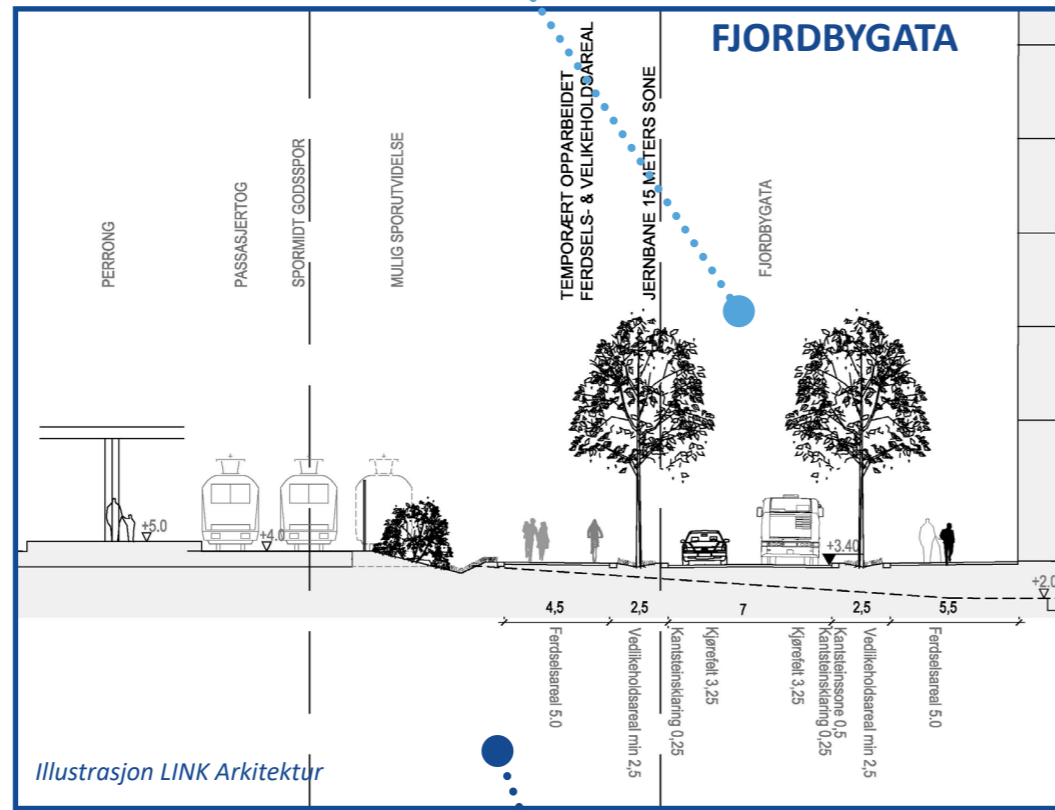 FJORDBYGATA
PERRONG
PASSASJERTOG
SPORMIDT GODSSPOR
MULIG SPORUTVIDELSE
TEMPORÆRT OPPARBEIDET
FERDSELS- & VELIKEHOLDSAREAL
JERNBANE 15 METERS SONE
FJORDBYGATA
+5.0
+4.0
+3.40
+2.0
4,5
2,5
7
2,5
5,5
Ferdselsareal 5.0
Vedlikeholdsareal min 2,5
Kantsteinsklaring 0,25
Kjørefelt 3,25
Kjørefelt 3,25
Kantsteinsklaring 0,25
Kantsteinssone 0,5
Vedlikeholdsareal min 2,5
Ferdselsareal 5.0
Illustrasjon LINK Arkitektur